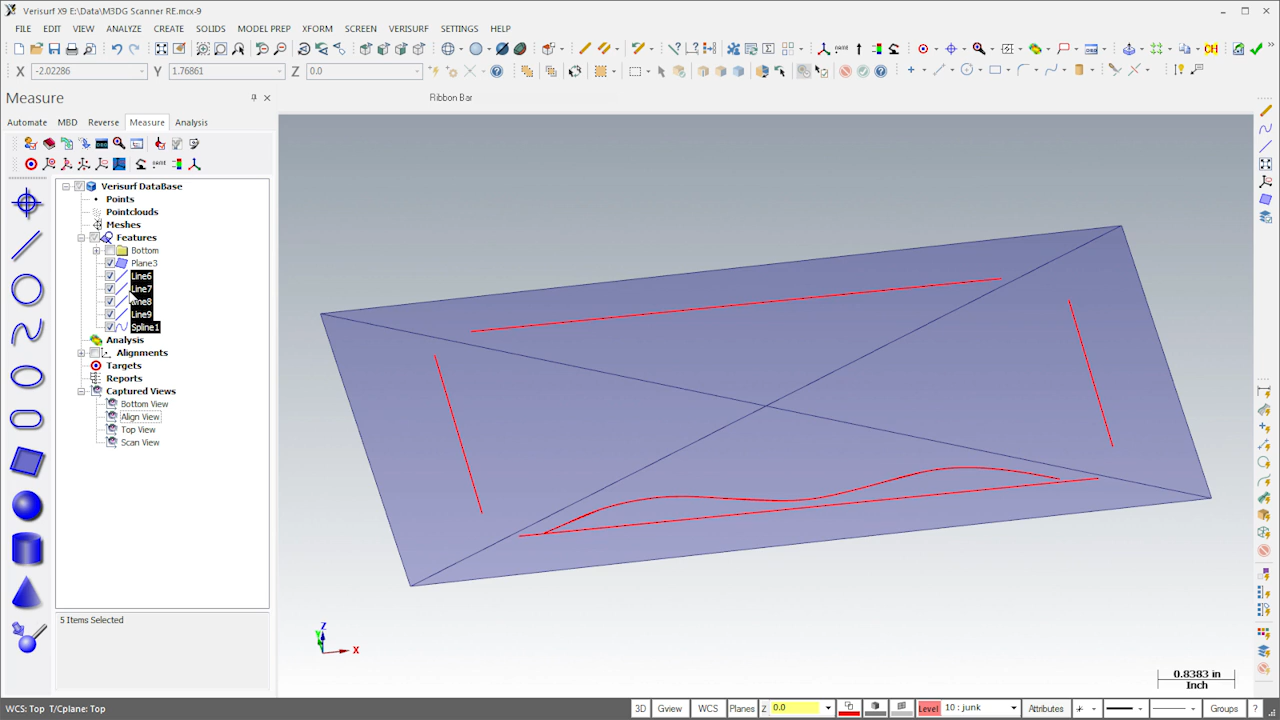 Verisurf X9 E:\Data\M3DG Scanner RE.mcx-9
FILE EDIT VIEW ANALYZE CREATE SOLIDS MODEL PREP XFORM SCREEN VERISURF SETTINGS HELP
X -2.02286 Y 1.76861 Z 0.0
Measure
Ribbon Bar
Automate MBD Reverse Measure Analysis
Verisurf DataBase
Points
Pointclouds
Meshes
Features
Bottom
Plane3
Line6
Line7
Line8
Line9
Spline1
Analysis
Alignments
Targets
Reports
Captured Views
Bottom View
Align View
Top View
Scan View
5 Items Selected
Z
Y
X
0.8383 in
Inch
WCS: Top T/Cplane: Top
3D Gview WCS Planes Z 0.0 Level 10 : junk Attributes Groups ?